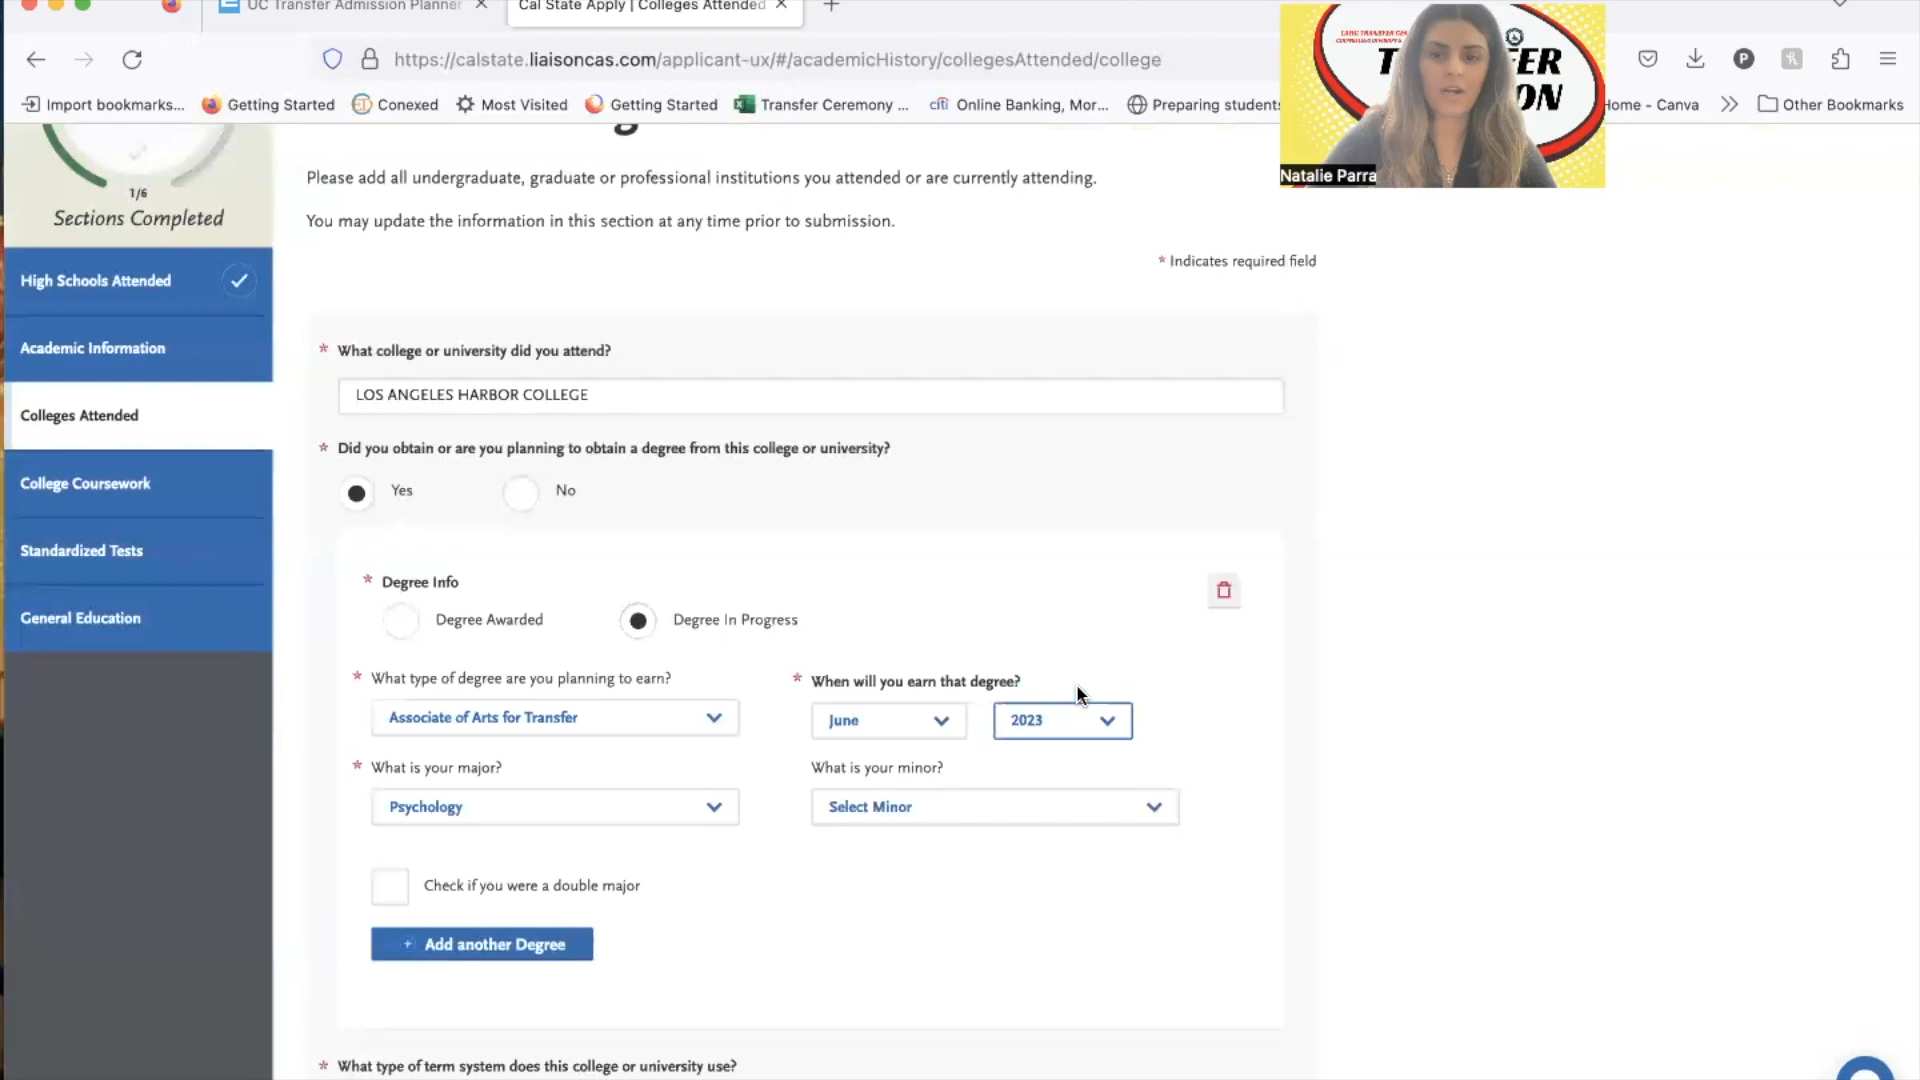 UC Transfer Admission Planner
Cal State Apply | Colleges Attended
https://calstate.liaisoncas.com/applicant-ux/#/academicHistory/collegesAttended/college
Import bookmarks... Getting Started Conexed Most Visited Getting Started Transfer Ceremony ... Online Banking, Mor... Preparing students Home - Canva Other Bookmarks
Natalie Parra
1/6
Sections Completed
High Schools Attended
Academic Information
Colleges Attended
College Coursework
Standardized Tests
General Education
Please add all undergraduate, graduate or professional institutions you attended or are currently attending.
You may update the information in this section at any time prior to submission.
* Indicates required field
* What college or university did you attend?
LOS ANGELES HARBOR COLLEGE
* Did you obtain or are you planning to obtain a degree from this college or university?
Yes No
* Degree Info
Degree Awarded Degree In Progress
* What type of degree are you planning to earn? * When will you earn that degree?
Associate of Arts for Transfer June 2023
* What is your major? What is your minor?
Psychology Select Minor
Check if you were a double major
+ Add another Degree
* What type of term system does this college or university use?